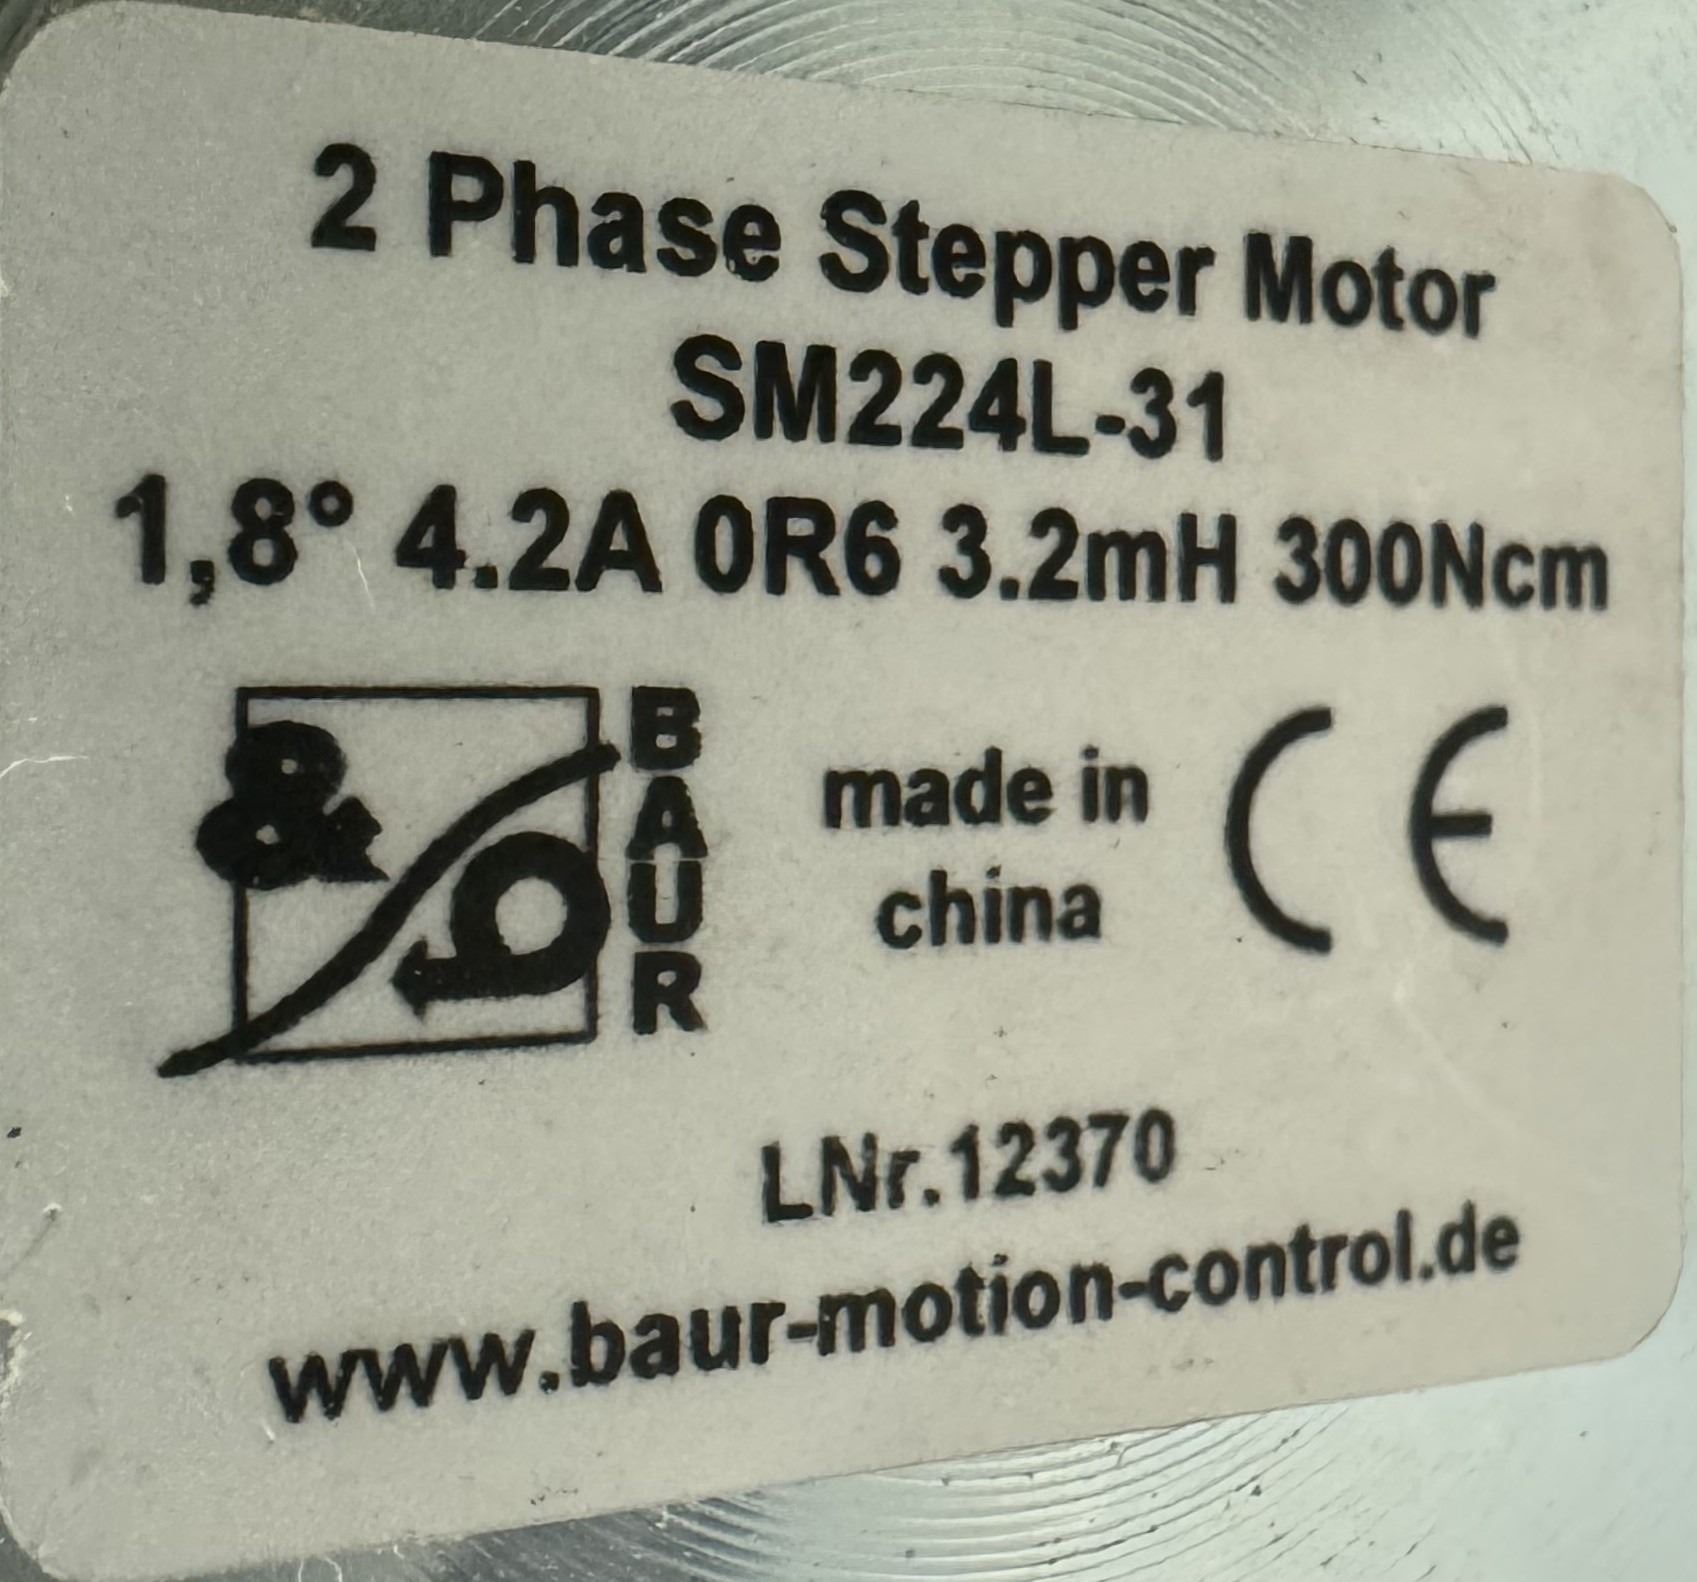 2 Phase Stepper Motor
SM224L-31
1,8° 4.2A 0R6 3.2mH 300Ncm
BAUR
made in
china
CE
LNr.12370
www.baur-motion-control.de